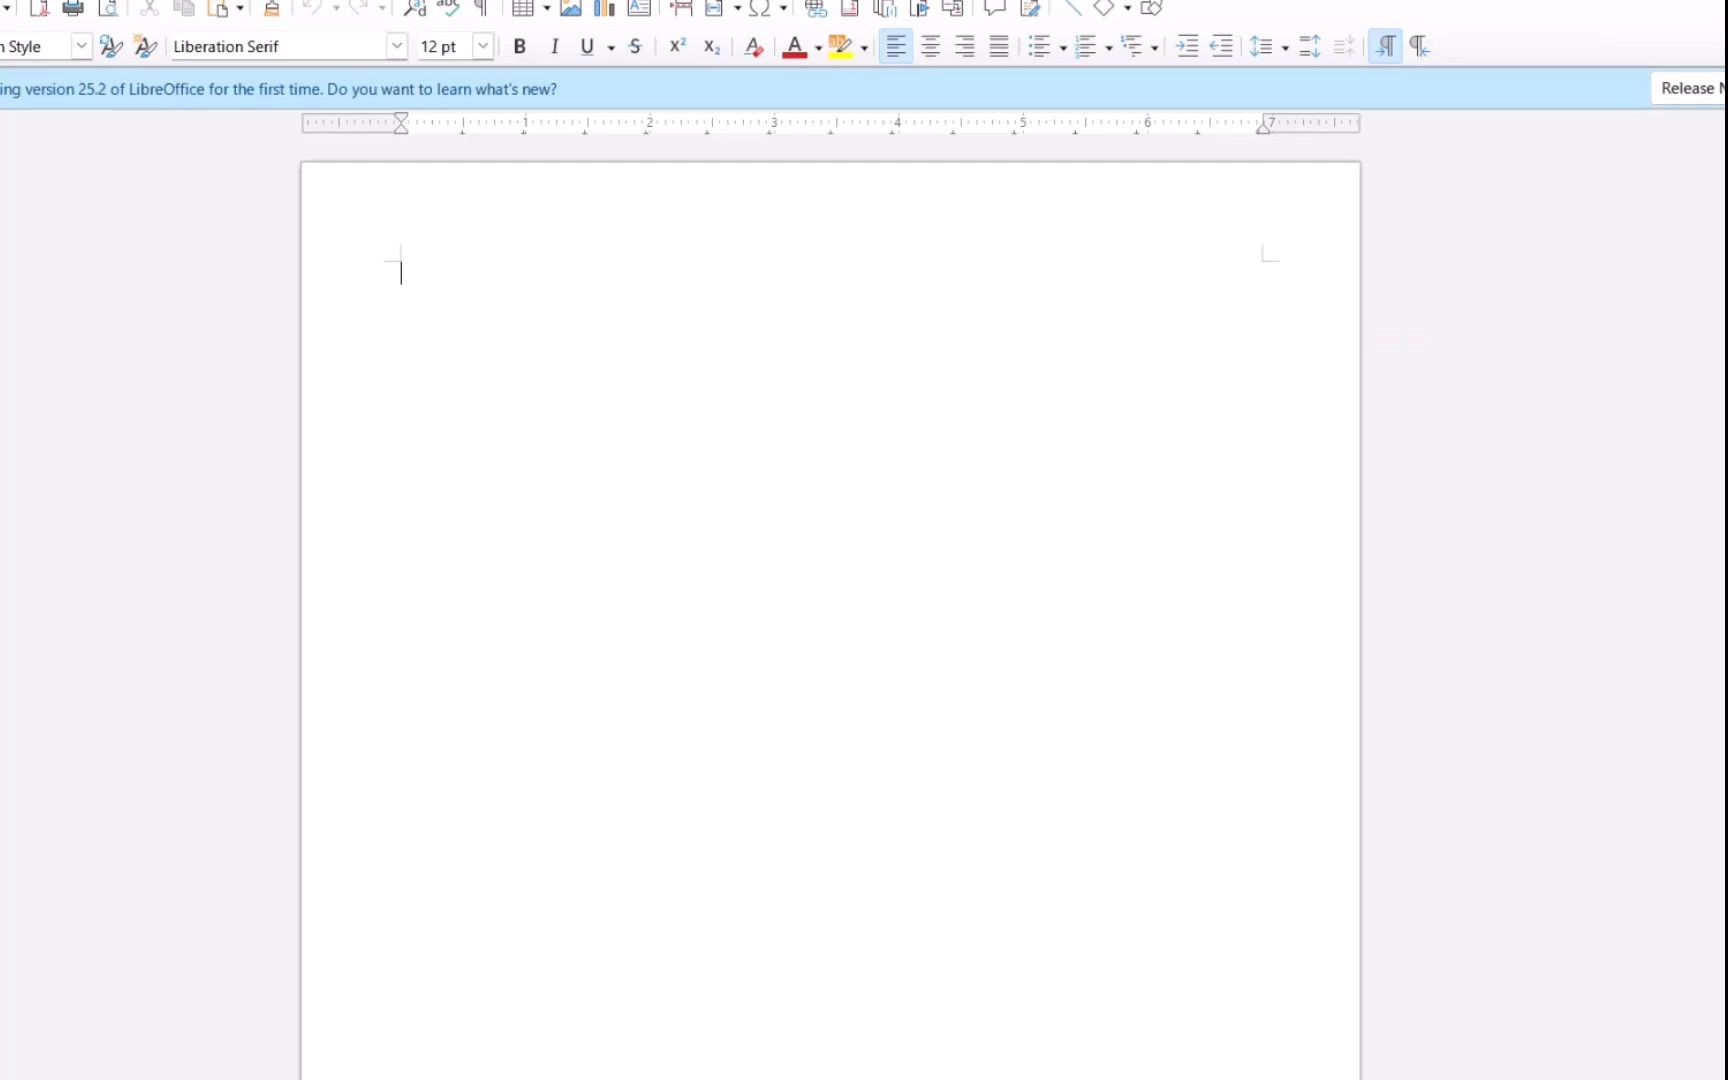 n Style Liberation Serif 12 pt
ing version 25.2 of LibreOffice for the first time. Do you want to learn what's new? Release N
1 2 3 4 5 6 7